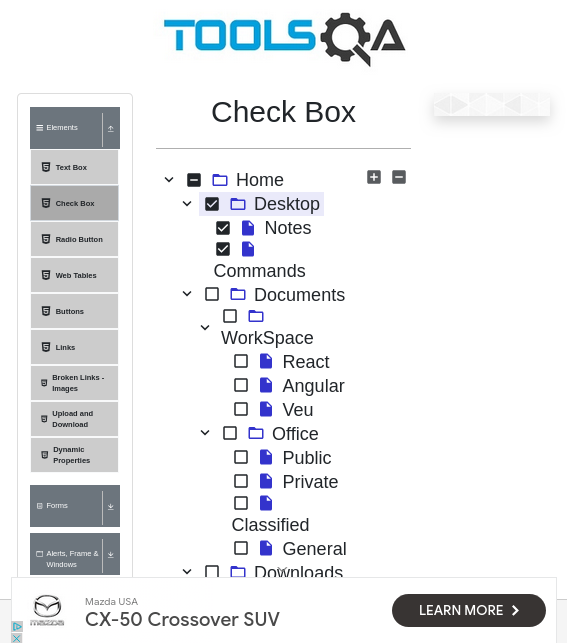 TOOLSQA
Elements
Text Box
Check Box
Radio Button
Web Tables
Buttons
Links
Broken Links -
Images
Upload and
Download
Dynamic
Properties
Forms
Alerts, Frame &
Windows
Check Box
Home
Desktop
Notes
Commands
Documents
WorkSpace
React
Angular
Veu
Office
Public
Private
Classified
General
Downloads
mazda
Mazda USA
CX-50 Crossover SUV
LEARN MORE